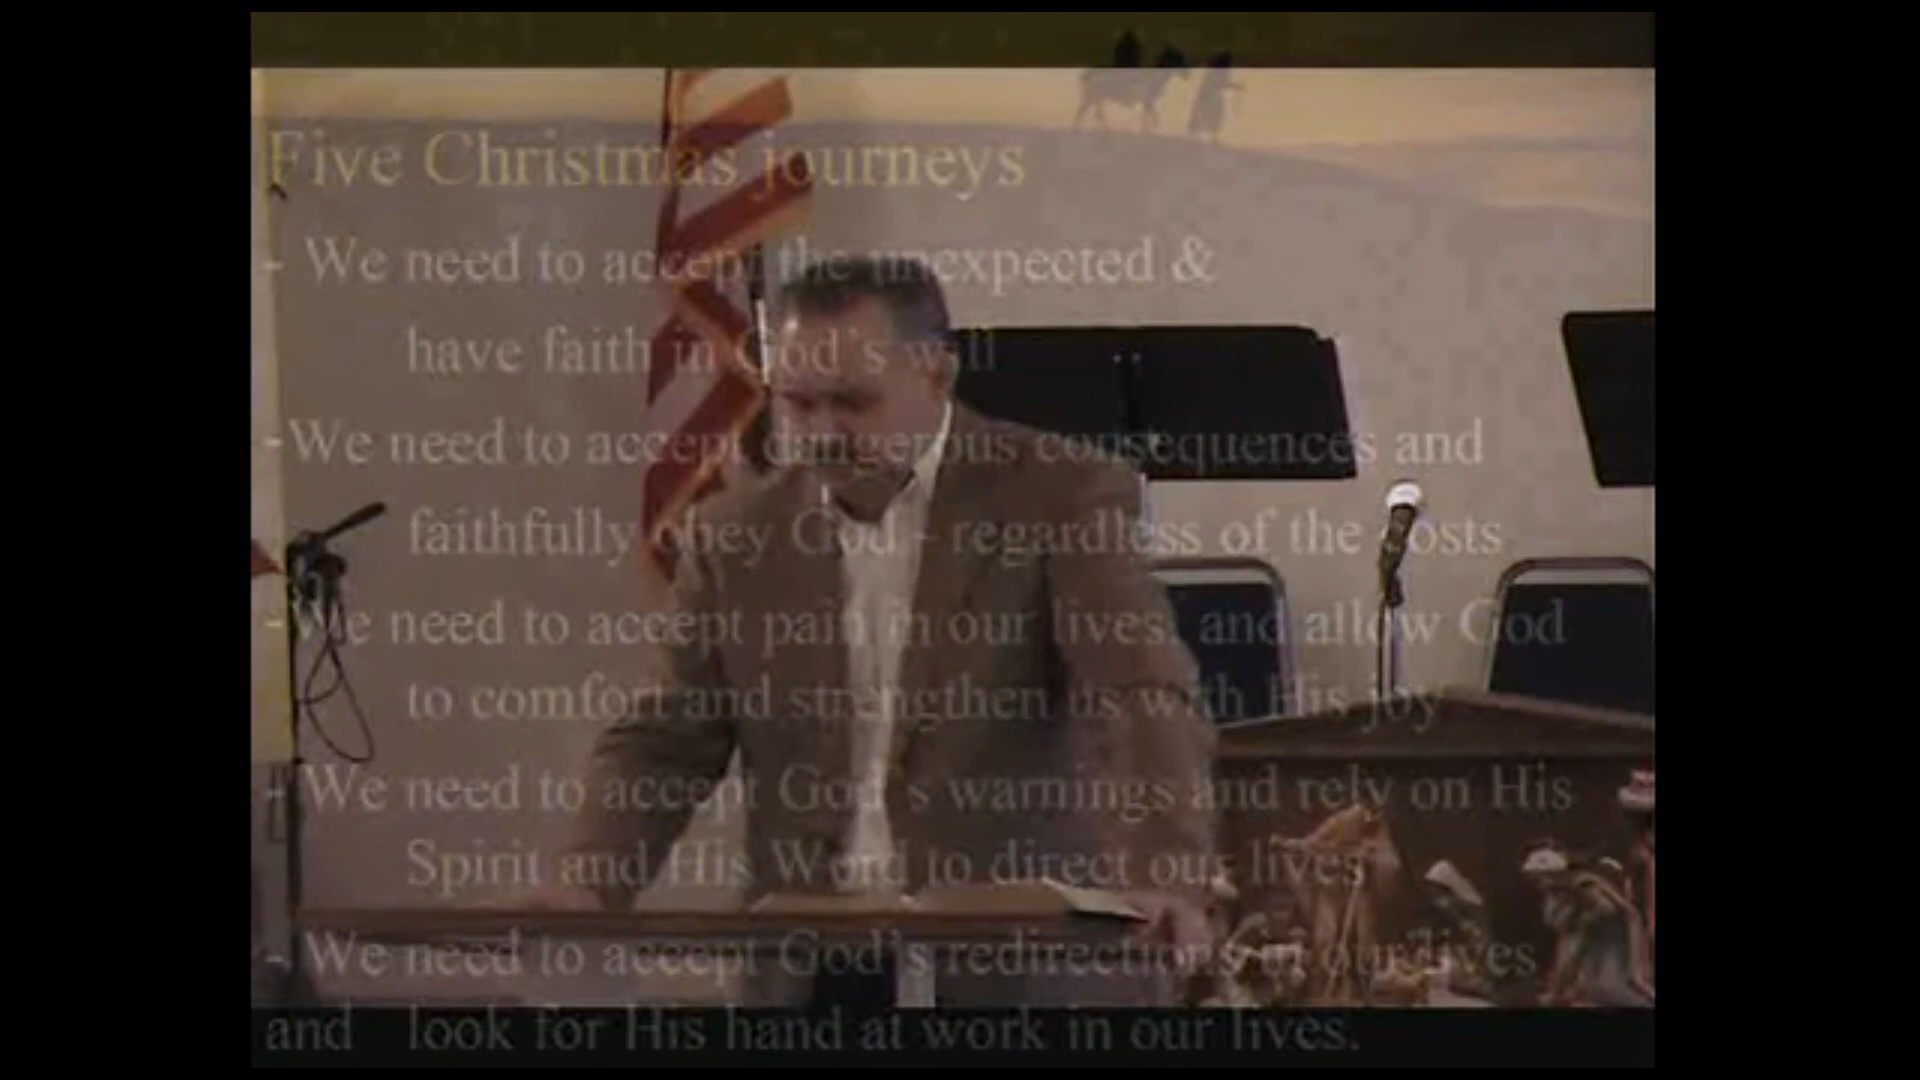 Five Christmas journeys
- We need to accept the unexpected &
have faith in God's will
-We need to accept dangerous consequences and
faithfully obey God - regardless of the costs
-We need to accept pain in our lives, and allow God
to comfort and strengthen us with His joy
- We need to accept God's warnings and rely on His
Spirit and His Word to direct our lives
- We need to accept God's redirections in our lives
and look for His hand at work in our lives.